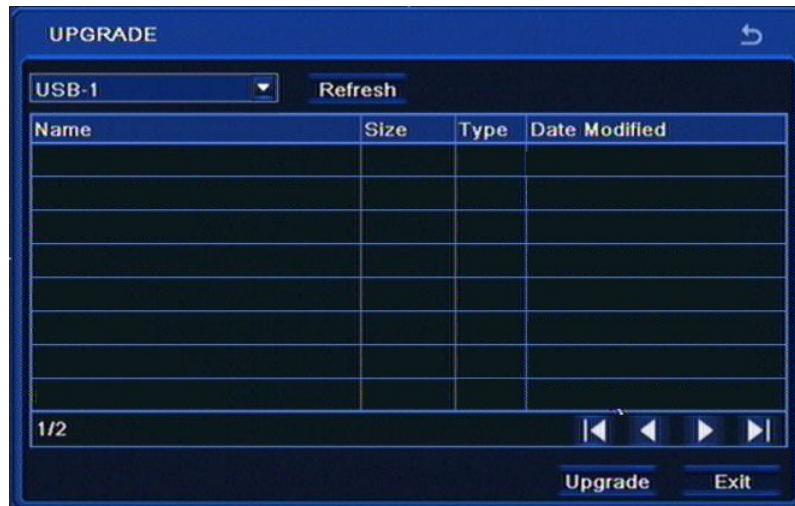 UPGRADE
USB-1 Refresh
Name Size Type Date Modified
1/2
Upgrade Exit